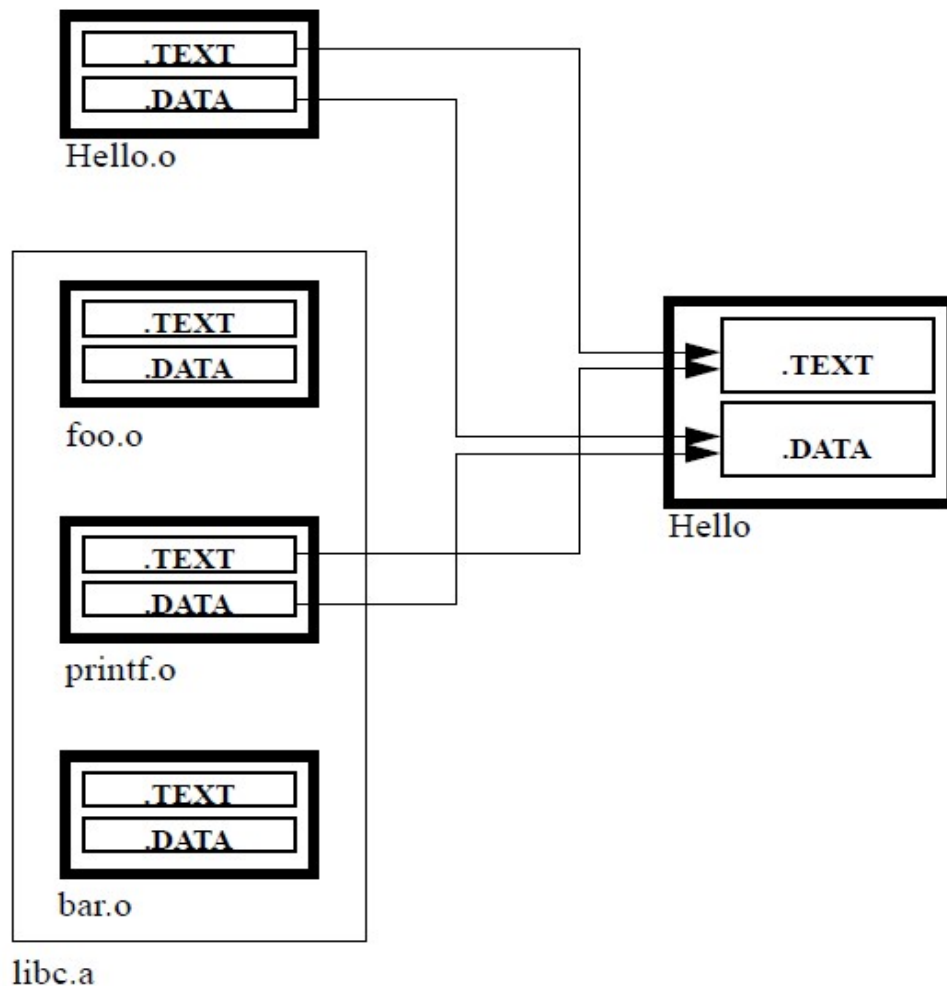 .TEXT
.DATA
Hello.o
.TEXT
.DATA
foo.o
.TEXT
.DATA
printf.o
.TEXT
.DATA
bar.o
libc.a
.TEXT
.DATA
Hello